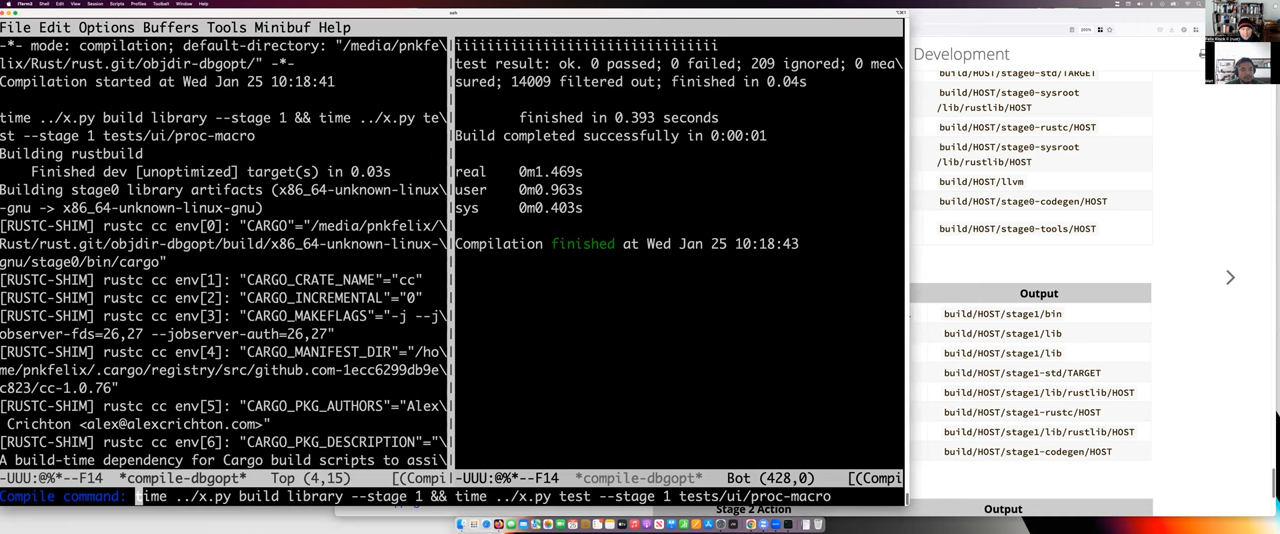 iTerm2 Shell Edit View Session Scripts Profiles Toolbelt Window Help
ssh
File Edit Options Buffers Tools Minibuf Help
-*- mode: compilation; default-directory: "/media/pnkfe\
lix/Rust/rust.git/objdir-dbgopt/" -*-
Compilation started at Wed Jan 25 10:18:41
time ../x.py build library --stage 1 && time ../x.py te\
st --stage 1 tests/ui/proc-macro
Building rustbuild
Finished dev [unoptimized] target(s) in 0.03s
Building stage0 library artifacts (x86_64-unknown-linux\
-gnu -> x86_64-unknown-linux-gnu)
[RUSTC-SHIM] rustc cc env[0]: "CARGO"="/media/pnkfelix/\
Rust/rust.git/objdir-dbgopt/build/x86_64-unknown-linux-\
gnu/stage0/bin/cargo"
[RUSTC-SHIM] rustc cc env[1]: "CARGO_CRATE_NAME"="cc"
[RUSTC-SHIM] rustc cc env[2]: "CARGO_INCREMENTAL"="0"
[RUSTC-SHIM] rustc cc env[3]: "CARGO_MAKEFLAGS"="-j --j\
observer-fds=26,27 --jobserver-auth=26,27"
[RUSTC-SHIM] rustc cc env[4]: "CARGO_MANIFEST_DIR"="/ho\
me/pnkfelix/.cargo/registry/src/github.com-1ecc6299db9e\
c823/cc-1.0.76"
[RUSTC-SHIM] rustc cc env[5]: "CARGO_PKG_AUTHORS"="Alex\
Crichton <alex@alexcrichton.com>"
[RUSTC-SHIM] rustc cc env[6]: "CARGO_PKG_DESCRIPTION"="\
A build-time dependency for Cargo build scripts to assi\
-UUU:@%*--F14 *compile-dbgopt* Top (4,15) [(Compi
iiiiiiiiiiiiiiiiiiiiiiiiiiiiiiiii
test result: ok. 0 passed; 0 failed; 209 ignored; 0 mea\
sured; 14009 filtered out; finished in 0.04s
finished in 0.393 seconds
Build completed successfully in 0:00:01
real 0m1.469s
user 0m0.963s
sys 0m0.403s
Compilation finished at Wed Jan 25 10:18:43
-UUU:@%*--F14 *compile-dbgopt* Bot (428,0) [(Compi
Compile command: time ../x.py build library --stage 1 && time ../x.py test --stage 1 tests/ui/proc-macro
200%
Development
build/HOST/stage0-std/TARGET
build/HOST/stage0-sysroot
/lib/rustlib/HOST
build/HOST/stage0-rustc/HOST
build/HOST/stage0-sysroot
/lib/rustlib/HOST
build/HOST/llvm
build/HOST/stage0-codegen/HOST
build/HOST/stage0-tools/HOST
Output
build/HOST/stage1/bin
build/HOST/stage1/lib
build/HOST/stage1/lib
build/HOST/stage1-std/TARGET
build/HOST/stage1/lib/rustlib/HOST
build/HOST/stage1-rustc/HOST
build/HOST/stage1/lib/rustlib/HOST
build/HOST/stage1-codegen/HOST
Stage 2 Action
Output